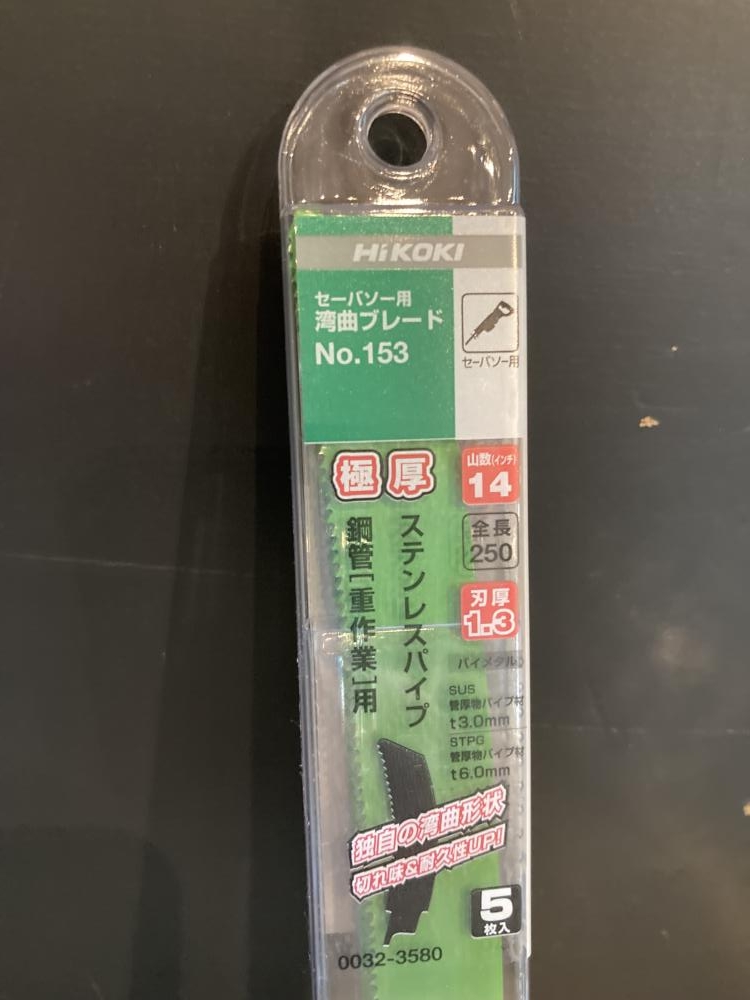 HiKOKI
セーバソー用
湾曲ブレード
No.153
セーバソー用
極厚
山数(インチ)
14
全長
250
刃厚
1.3
ステンレスパイプ
鋼管[重作業]用
バイメタル
SUS
管厚物パイプ材
t3.0mm
STPG
管厚物パイプ材
t6.0mm
独自の湾曲形状
切れ味&耐久性UP!
5
枚入
0032-3580